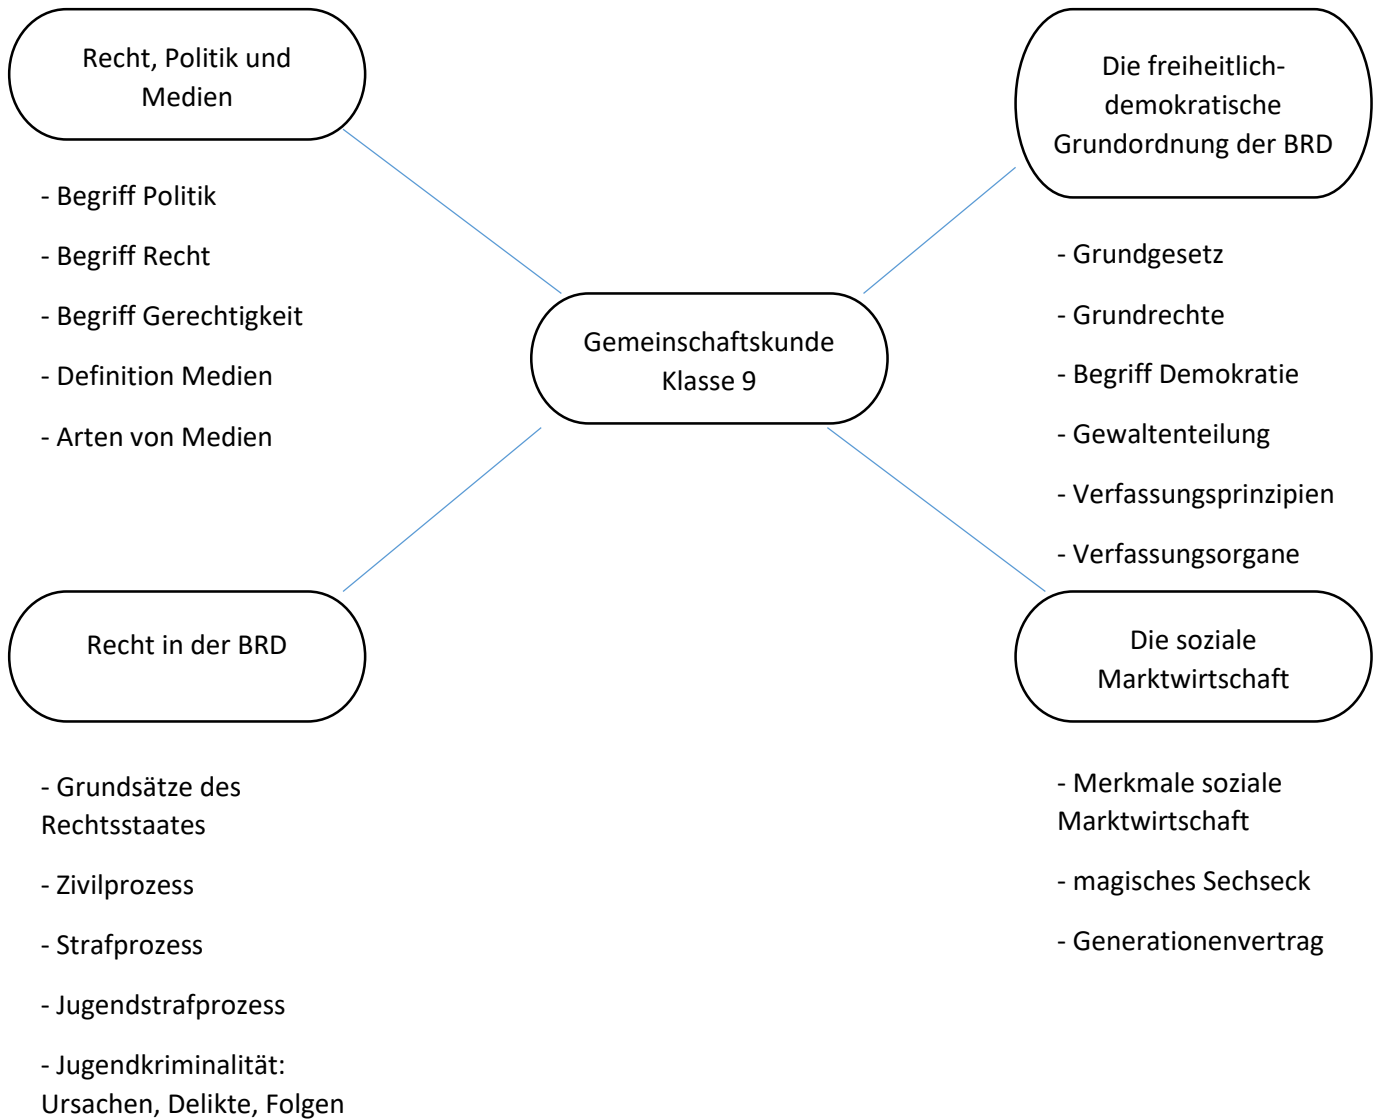 Recht, Politik und
Medien
- Begriff Politik
- Begriff Recht
- Begriff Gerechtigkeit
- Definition Medien
- Arten von Medien
Die freiheitlich-
demokratische
Grundordnung der BRD
- Grundgesetz
- Grundrechte
- Begriff Demokratie
- Gewaltenteilung
- Verfassungsprinzipien
- Verfassungsorgane
Gemeinschaftskunde
Klasse 9
Recht in der BRD
- Grundsätze des
Rechtsstaates
- Zivilprozess
- Strafprozess
- Jugendstrafprozess
- Jugendkriminalität:
Ursachen, Delikte, Folgen
Die soziale
Marktwirtschaft
- Merkmale soziale
Marktwirtschaft
- magisches Sechseck
- Generationenvertrag